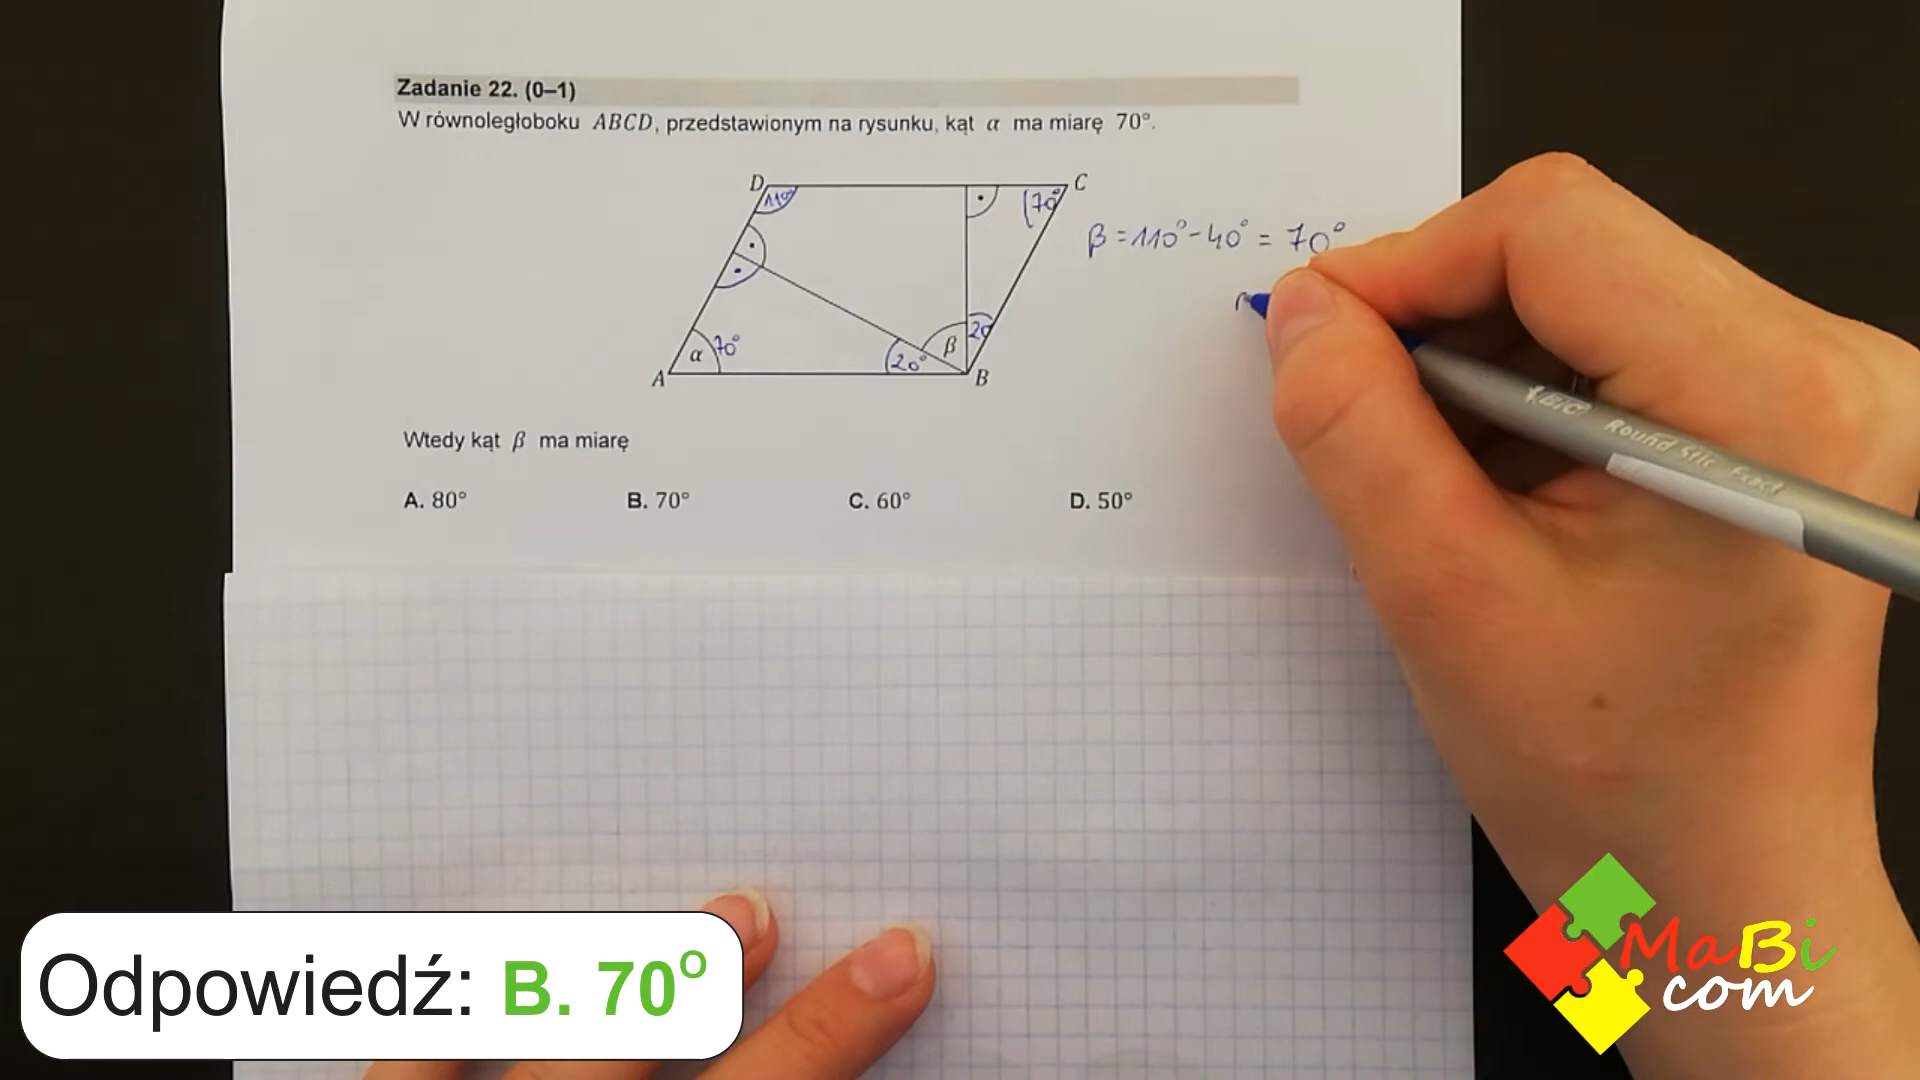 Zadanie 22. (0–1)
W równoległoboku ABCD, przedstawionym na rysunku, kąt α ma miarę 70°.
D
110°
(70°
C
β = 110° - 40° = 70°
α 70°
(20°
β
20
A
B
Wtedy kąt β ma miarę
A. 80° B. 70° C. 60° D. 50°
BIC Round Stic Exact
Odpowiedź: B. 70°
MaBi
com